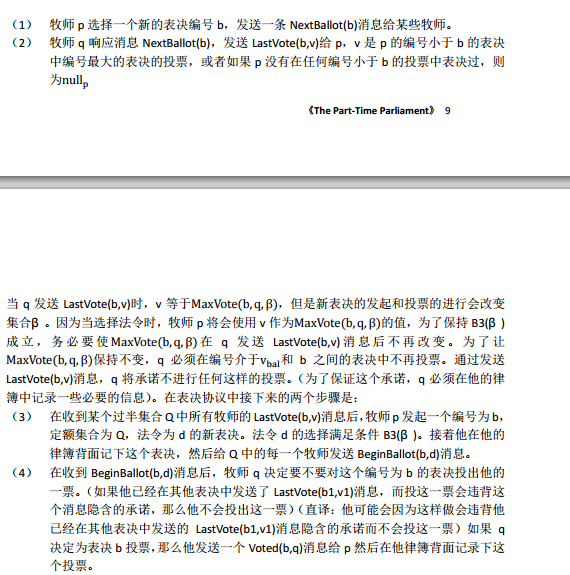 （1） 牧师 p 选择一个新的表决编号 b，发送一条 NextBallot(b)消息给某些牧师。
（2） 牧师 q 响应消息 NextBallot(b)，发送 LastVote(b,v)给 p，v 是 p 的编号小于 b 的表决
中编号最大的表决的投票，或者如果 p 没有在任何编号小于 b 的投票中表决过，则
为nullp
《The Part-Time Parliament》 9
当 q 发送 LastVote(b,v)时，v 等于MaxVote(b, q, β)，但是新表决的发起和投票的进行会改变
集合β 。因为当选择法令时，牧师 p 将会使用 v 作为MaxVote(b, q, β)的值，为了保持 B3(β )
成立，务必要使MaxVote(b, q, β)在 q 发送 LastVote(b,v)消息后不再改变。为了让
MaxVote(b, q, β)保持不变，q 必须在编号介于vbal和 b 之间的表决中不再投票。通过发送
LastVote(b,v)消息，q 将承诺不进行任何这样的投票。（为了保证这个承诺，q 必须在他的律
簿中记录一些必要的信息）。在表决协议中接下来的两个步骤是：
（3） 在收到某个过半集合 Q 中所有牧师的 LastVote(b,v)消息后，牧师 p 发起一个编号为 b，
定额集合为 Q，法令为 d 的新表决。法令 d 的选择满足条件 B3(β )。接着他在他的
律簿背面记下这个表决，然后给 Q 中的每一个牧师发送 BeginBallot(b,d)消息。
（4） 在收到 BeginBallot(b,d)消息后，牧师 q 决定要不要对这个编号为 b 的表决投出他的
一票。（如果他已经在其他表决中发送了 LastVote(b1,v1)消息，而投这一票会违背这
个消息隐含的承诺，那么他不会投出这一票）（直译：他可能会因为这样做会违背他
已经在其他表决中发送的 LastVote(b1,v1)消息隐含的承诺而不会投这一票）如果 q
决定为表决 b 投票，那么他发送一个 Voted(b,q)消息给 p 然后在他律簿背面记录下这
个投票。